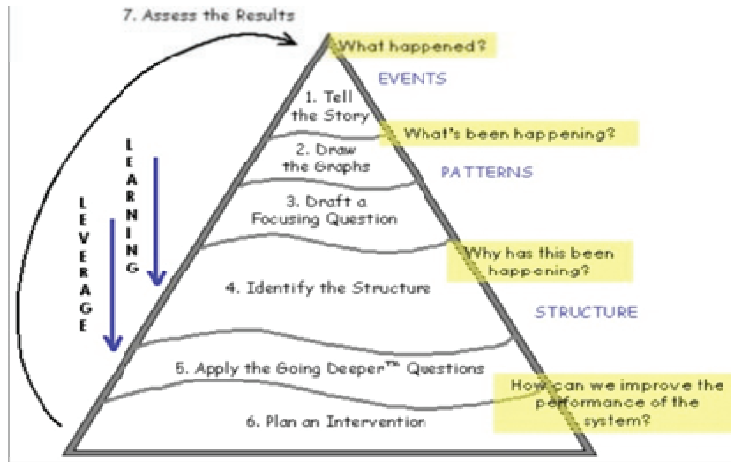 7. Assess the Results
What happened?
EVENTS
1. Tell
the Story
What's been happening?
2. Draw
the Graphs
PATTERNS
LEARNING
LEVERAGE
3. Draft a
Focusing Question
Why has this been
happening?
4. Identify the Structure
STRUCTURE
5. Apply the Going Deeper™ Questions
How can we improve the
performance of the
system?
6. Plan an Intervention